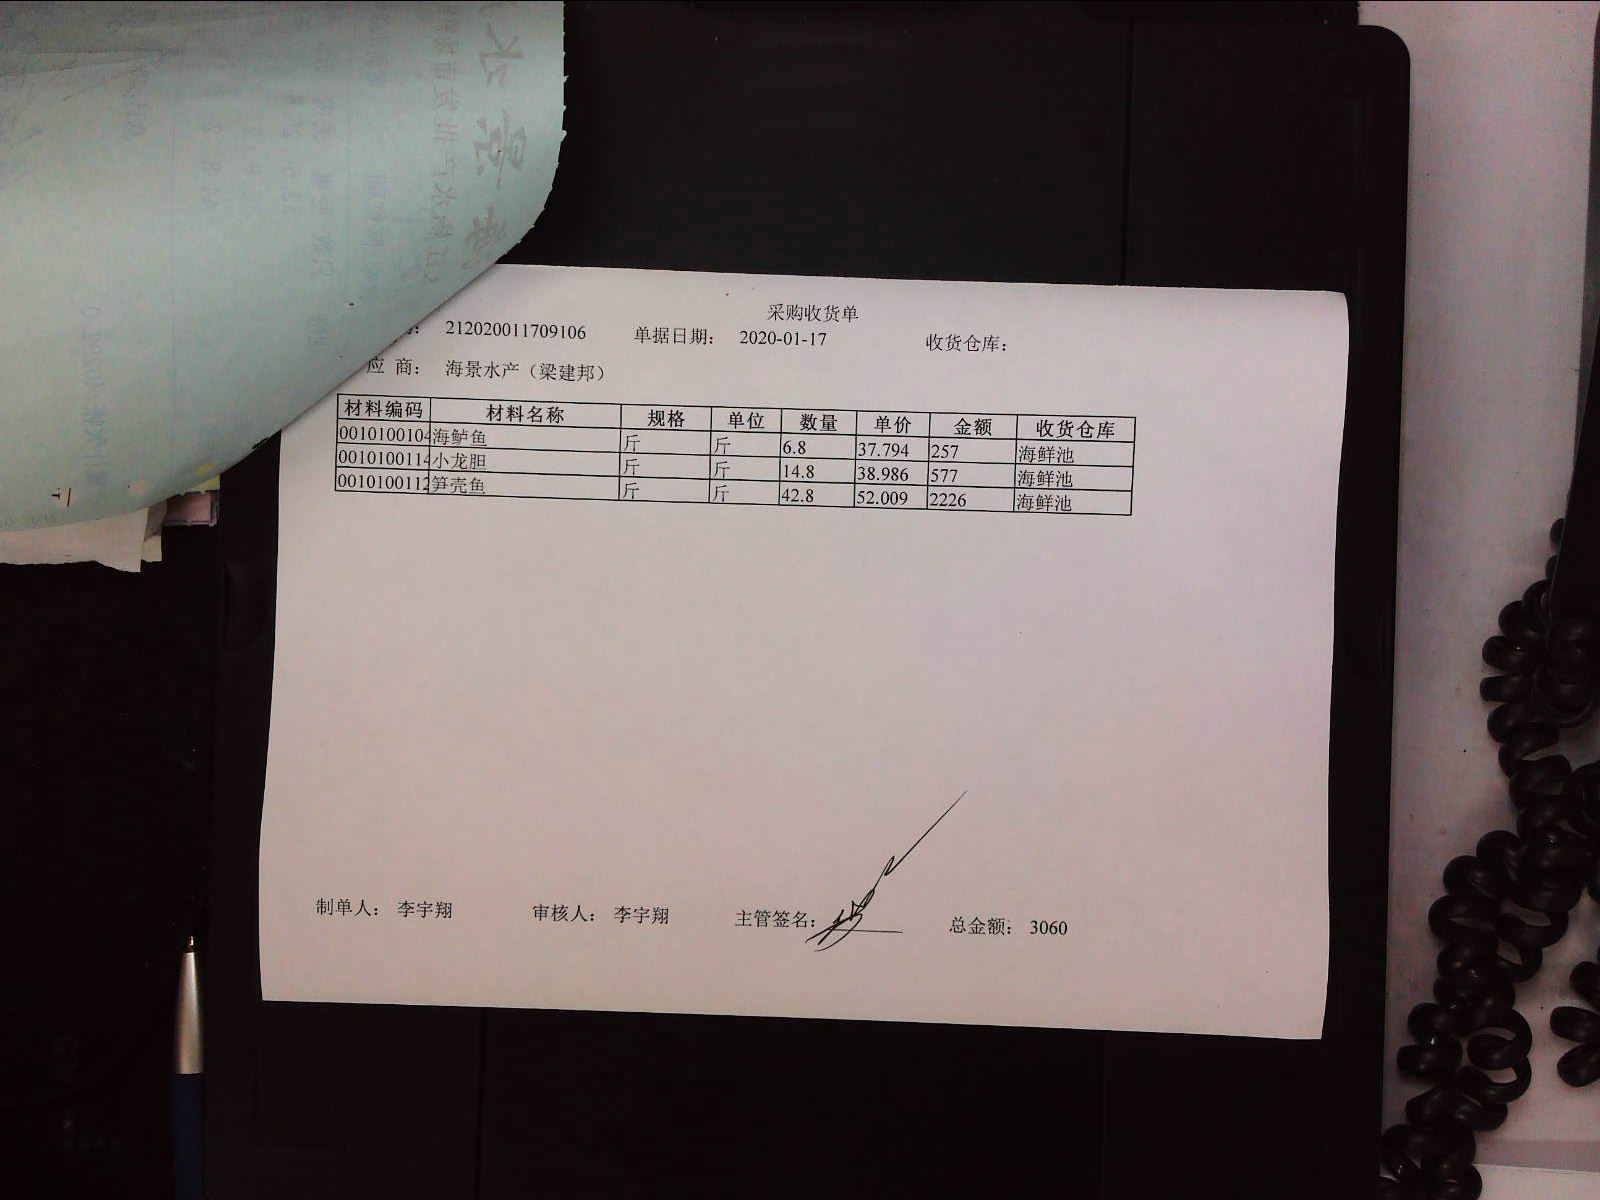 采购收货单
212020011709106 单据日期： 2020-01-17 收货仓库：
应 商： 海景水产（梁建邦）
材料编码 材料名称 规格 单位 数量 单价 金额 收货仓库
0010100104 海鲈鱼 斤 斤 6.8 37.794 257 海鲜池
0010100114 小龙胆 斤 斤 14.8 38.986 577 海鲜池
0010100112 笋壳鱼 斤 斤 42.8 52.009 2226 海鲜池
制单人： 李宇翔 审核人： 李宇翔 主管签名： 总金额： 3060